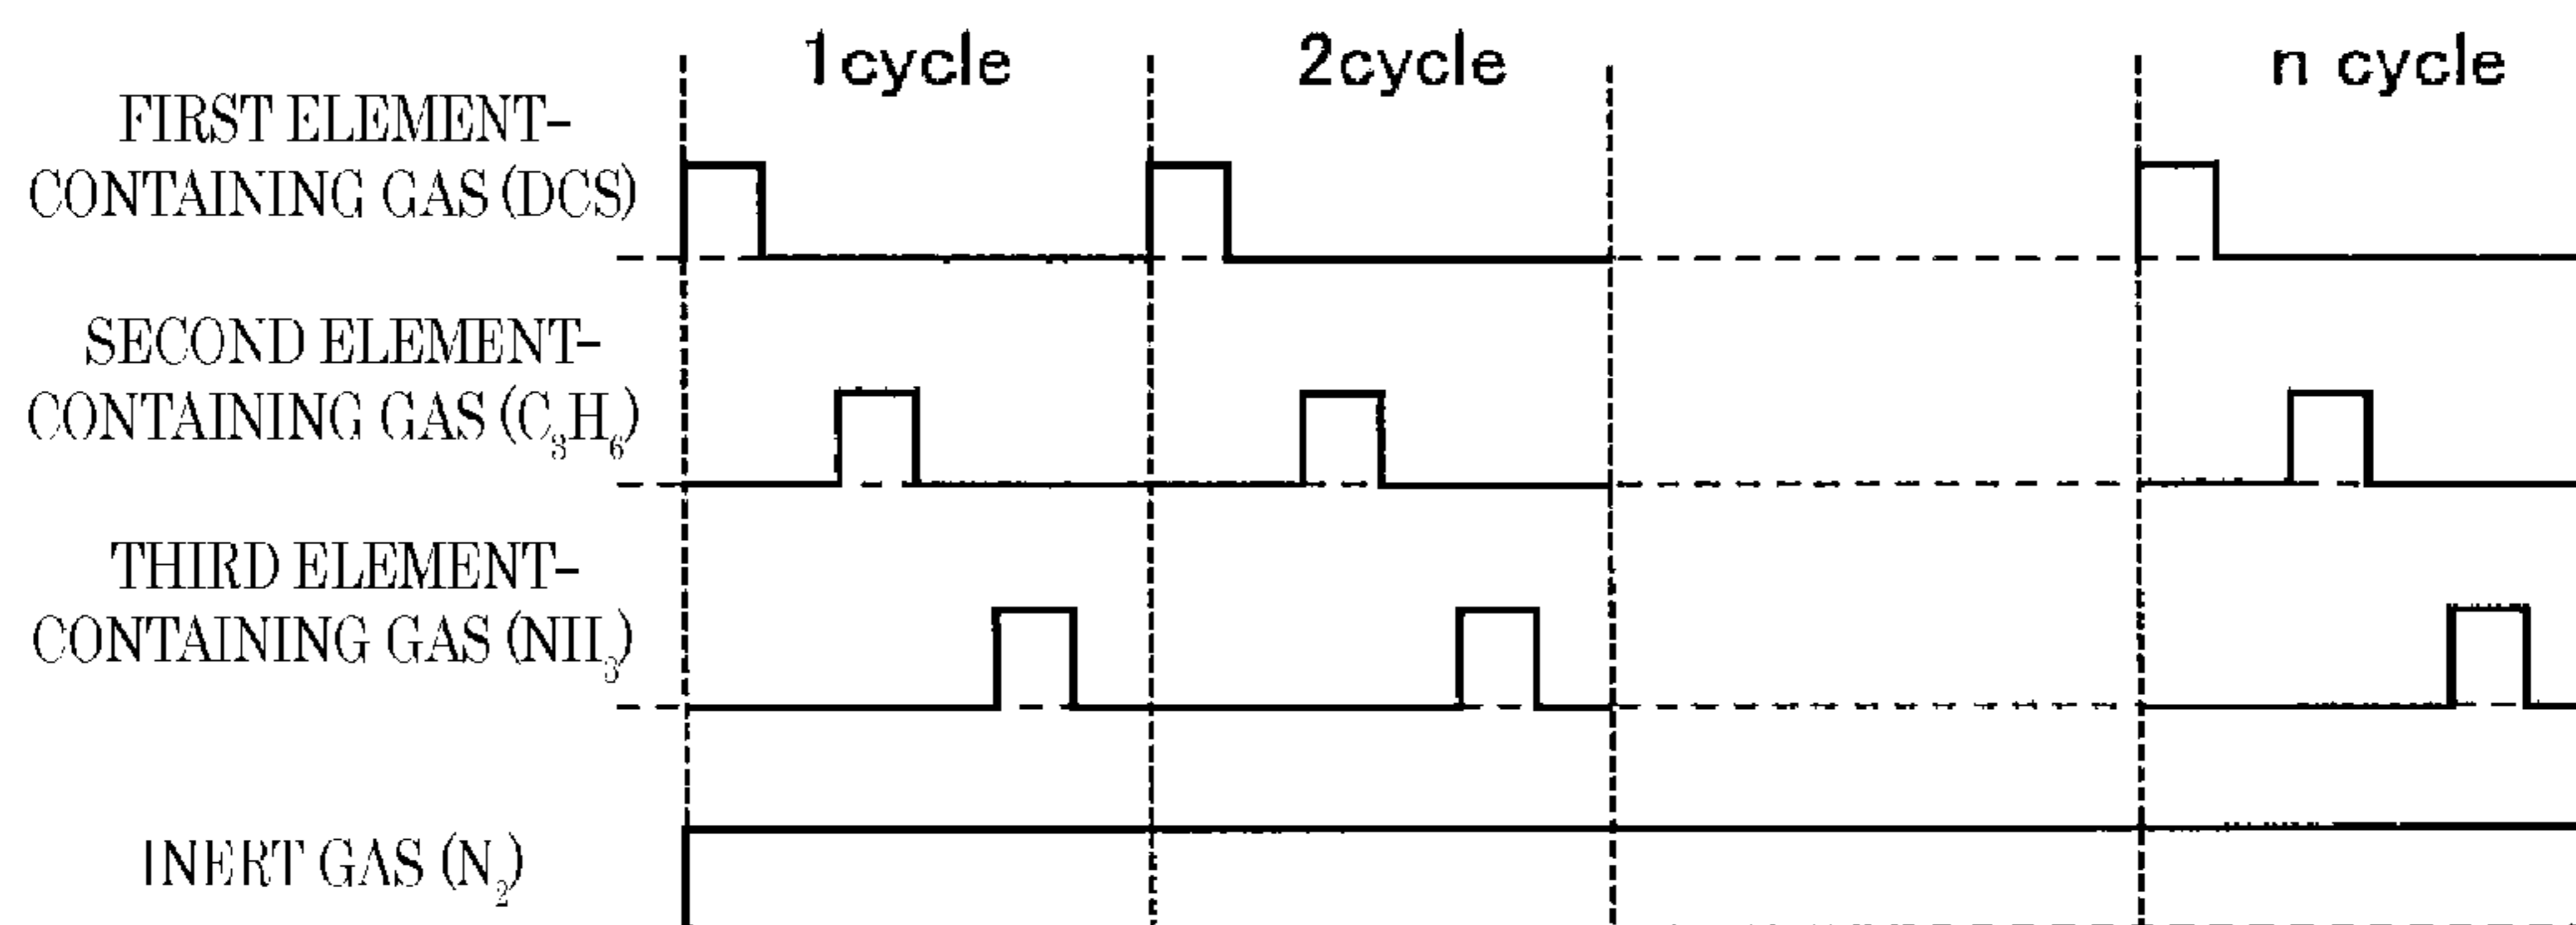 1cycle 2cycle n cycle
FIRST ELEMENT-
CONTAINING GAS (DCS)
SECOND ELEMENT-
CONTAINING GAS (C₃H₆)
THIRD ELEMENT-
CONTAINING GAS (NH₃)
INERT GAS (N₂)